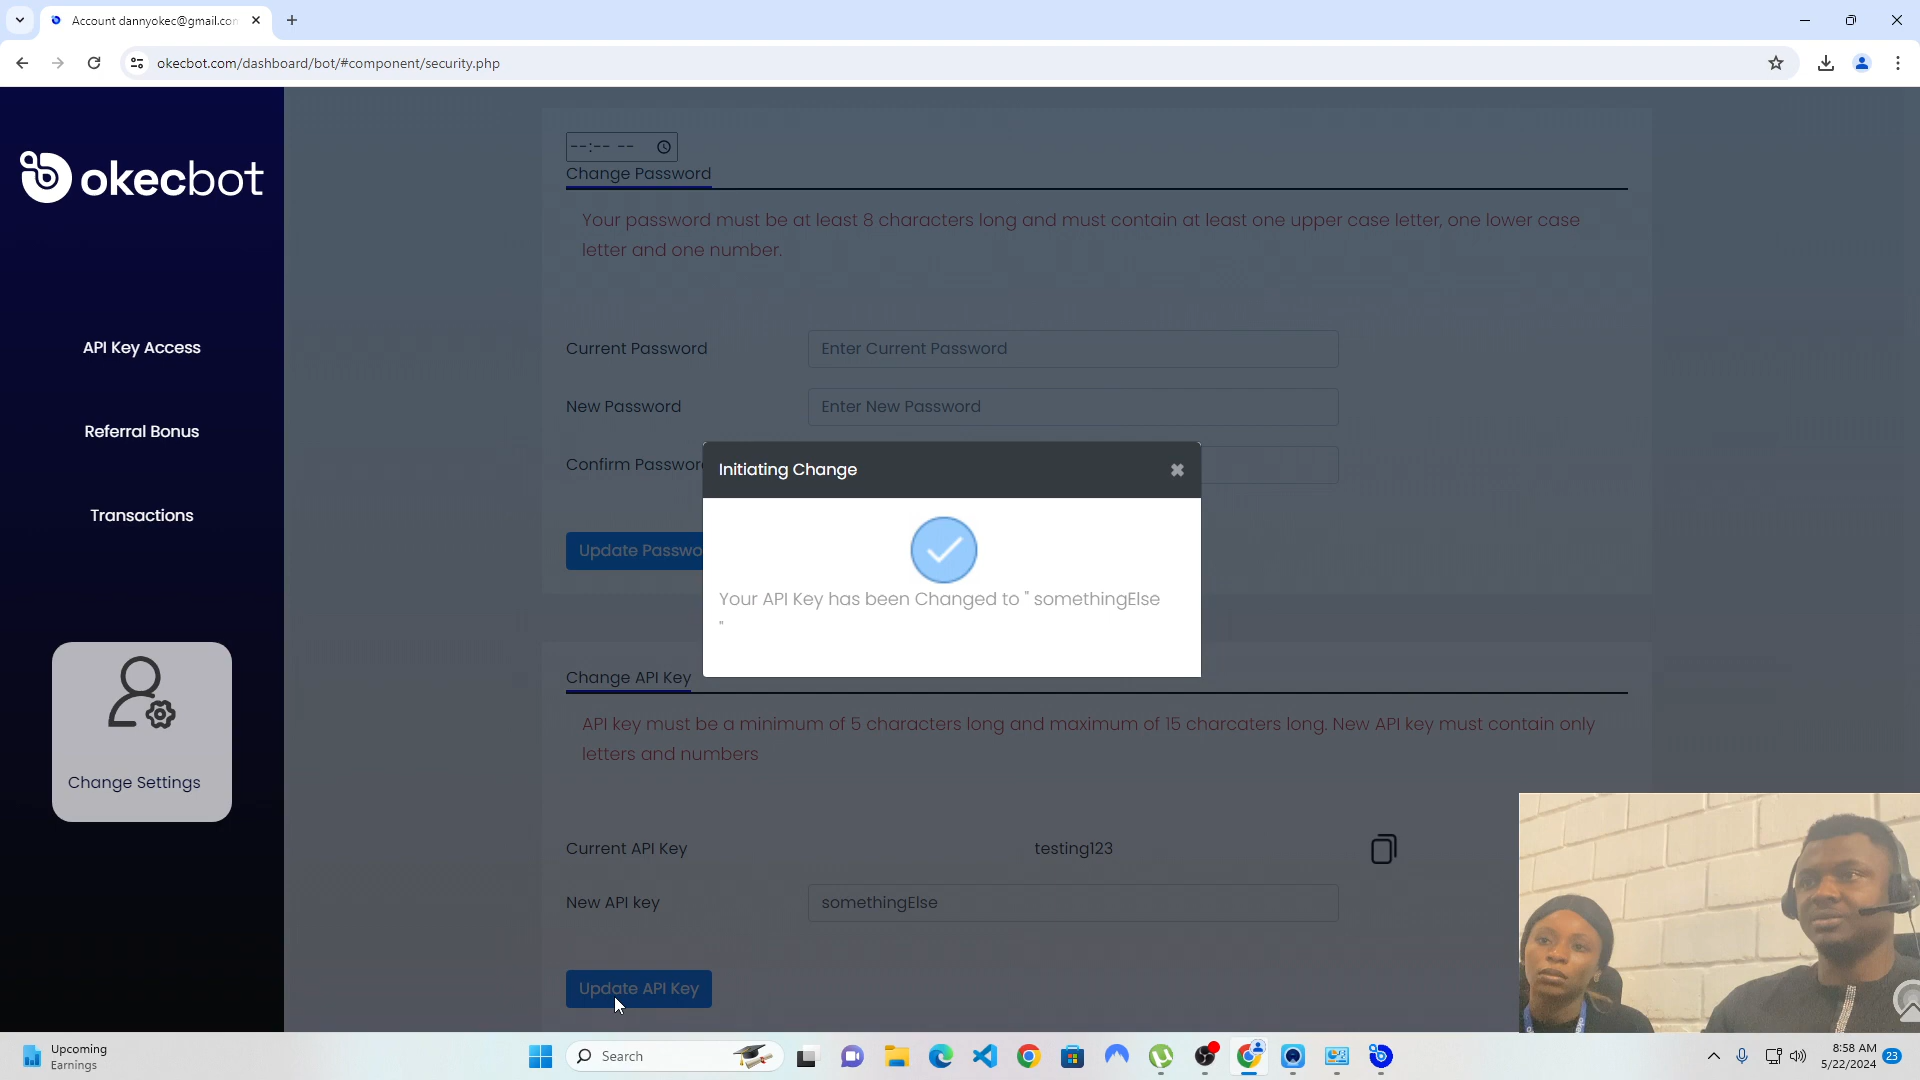 Account dannyokec@gmail.con
okecbot.com/dashboard/bot/#component/security.php
okecbot
API Key Access
Referral Bonus
Transactions
Change Settings
--:-- --
Change Password
Your password must be at least 8 characters long and must contain at least one upper case letter, one lower case
letter and one number.
Current Password
Enter Current Password
New Password
Enter New Password
Confirm Passwor
Update Passwo
Initiating Change
Your API Key has been Changed to " somethingElse
"
Change API Key
API key must be a minimum of 5 characters long and maximum of 15 charcaters long. New API key must contain only
letters and numbers
Current API Key
testing123
New API key
somethingElse
Update API Key
Upcoming
Earnings
Search
8:58 AM
5/22/2024
23